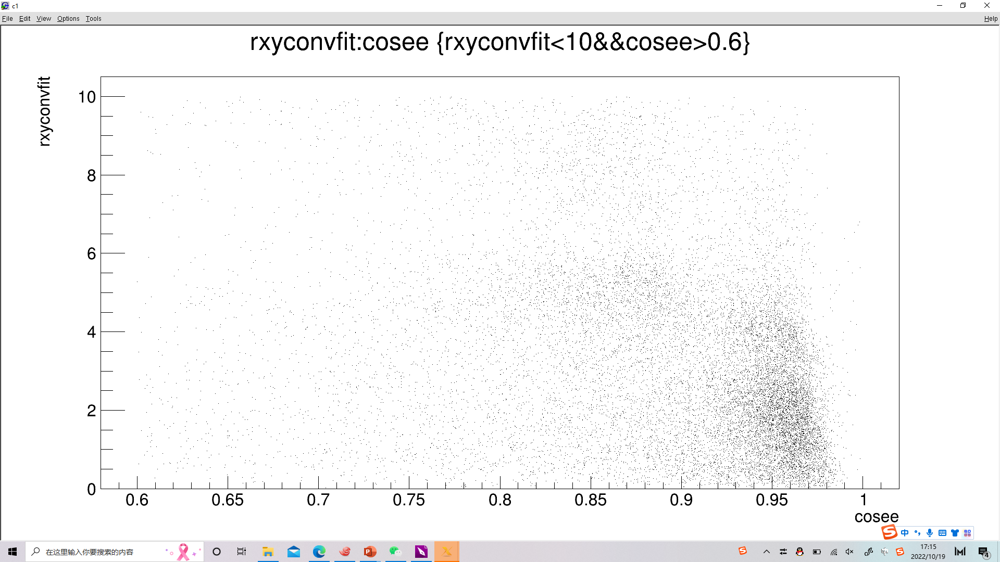 c1
File Edit View Options Tools Help
rxyconvfit:cosee {rxyconvfit<10&&cosee>0.6}
rxyconvfit
10
8
6
4
2
0
0.6 0.65 0.7 0.75 0.8 0.85 0.9 0.95 1
cosee
中
在这里输入你要搜索的内容
中
17:15
2022/10/19
4